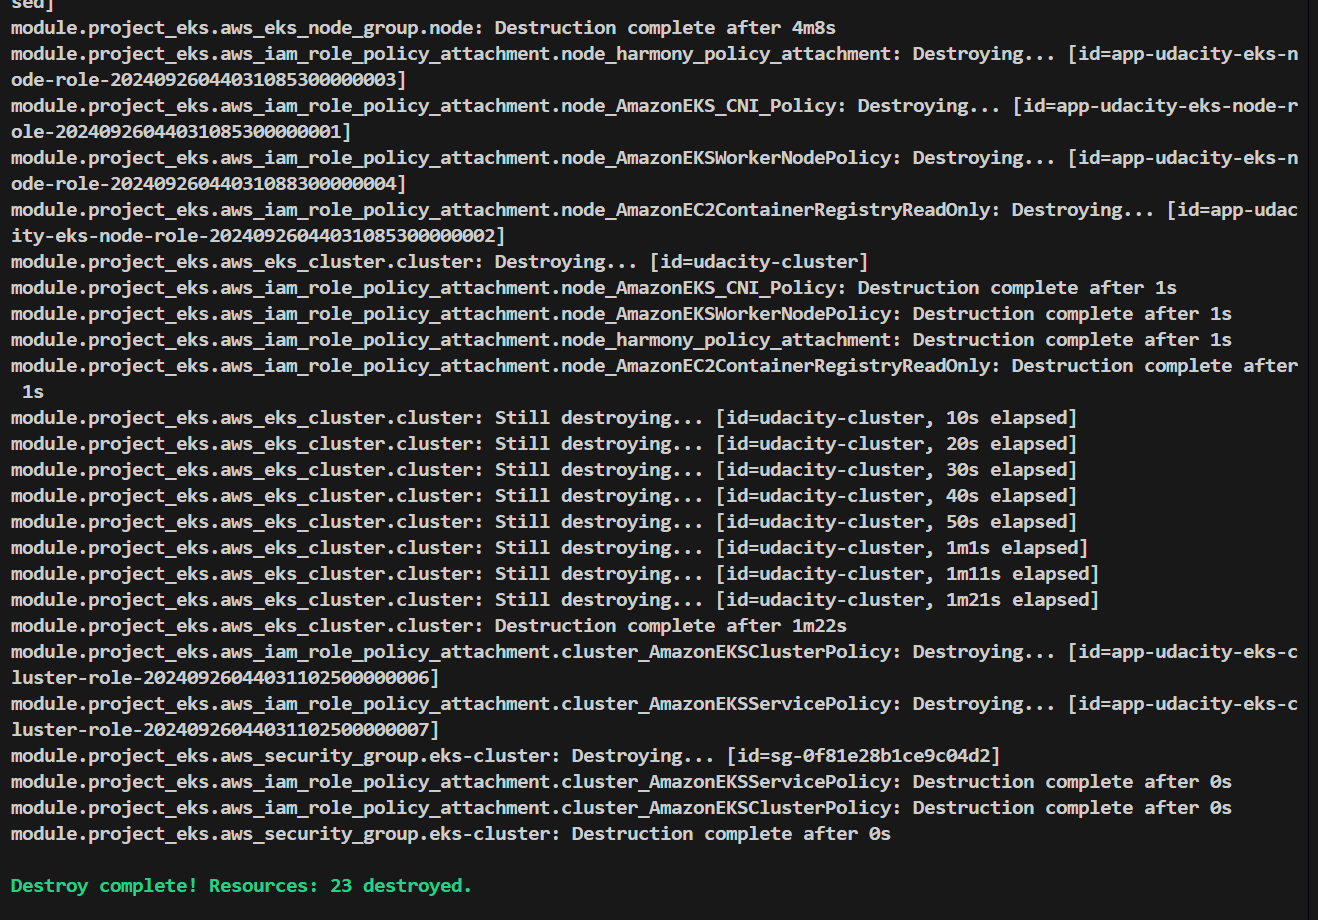 sed]
module.project_eks.aws_eks_node_group.node: Destruction complete after 4m8s
module.project_eks.aws_iam_role_policy_attachment.node_harmony_policy_attachment: Destroying... [id=app-udacity-eks-n
ode-role-20240926044031085300000003]
module.project_eks.aws_iam_role_policy_attachment.node_AmazonEKS_CNI_Policy: Destroying... [id=app-udacity-eks-node-r
ole-20240926044031085300000001]
module.project_eks.aws_iam_role_policy_attachment.node_AmazonEKSWorkerNodePolicy: Destroying... [id=app-udacity-eks-n
ode-role-20240926044031088300000004]
module.project_eks.aws_iam_role_policy_attachment.node_AmazonEC2ContainerRegistryReadOnly: Destroying... [id=app-udac
ity-eks-node-role-20240926044031085300000002]
module.project_eks.aws_eks_cluster.cluster: Destroying... [id=udacity-cluster]
module.project_eks.aws_iam_role_policy_attachment.node_AmazonEKS_CNI_Policy: Destruction complete after 1s
module.project_eks.aws_iam_role_policy_attachment.node_AmazonEKSWorkerNodePolicy: Destruction complete after 1s
module.project_eks.aws_iam_role_policy_attachment.node_harmony_policy_attachment: Destruction complete after 1s
module.project_eks.aws_iam_role_policy_attachment.node_AmazonEC2ContainerRegistryReadOnly: Destruction complete after
 1s
module.project_eks.aws_eks_cluster.cluster: Still destroying... [id=udacity-cluster, 10s elapsed]
module.project_eks.aws_eks_cluster.cluster: Still destroying... [id=udacity-cluster, 20s elapsed]
module.project_eks.aws_eks_cluster.cluster: Still destroying... [id=udacity-cluster, 30s elapsed]
module.project_eks.aws_eks_cluster.cluster: Still destroying... [id=udacity-cluster, 40s elapsed]
module.project_eks.aws_eks_cluster.cluster: Still destroying... [id=udacity-cluster, 50s elapsed]
module.project_eks.aws_eks_cluster.cluster: Still destroying... [id=udacity-cluster, 1m1s elapsed]
module.project_eks.aws_eks_cluster.cluster: Still destroying... [id=udacity-cluster, 1m11s elapsed]
module.project_eks.aws_eks_cluster.cluster: Still destroying... [id=udacity-cluster, 1m21s elapsed]
module.project_eks.aws_eks_cluster.cluster: Destruction complete after 1m22s
module.project_eks.aws_iam_role_policy_attachment.cluster_AmazonEKSClusterPolicy: Destroying... [id=app-udacity-eks-c
luster-role-20240926044031102500000006]
module.project_eks.aws_iam_role_policy_attachment.cluster_AmazonEKSServicePolicy: Destroying... [id=app-udacity-eks-c
luster-role-20240926044031102500000007]
module.project_eks.aws_security_group.eks-cluster: Destroying... [id=sg-0f81e28b1ce9c04d2]
module.project_eks.aws_iam_role_policy_attachment.cluster_AmazonEKSServicePolicy: Destruction complete after 0s
module.project_eks.aws_iam_role_policy_attachment.cluster_AmazonEKSClusterPolicy: Destruction complete after 0s
module.project_eks.aws_security_group.eks-cluster: Destruction complete after 0s
Destroy complete! Resources: 23 destroyed.